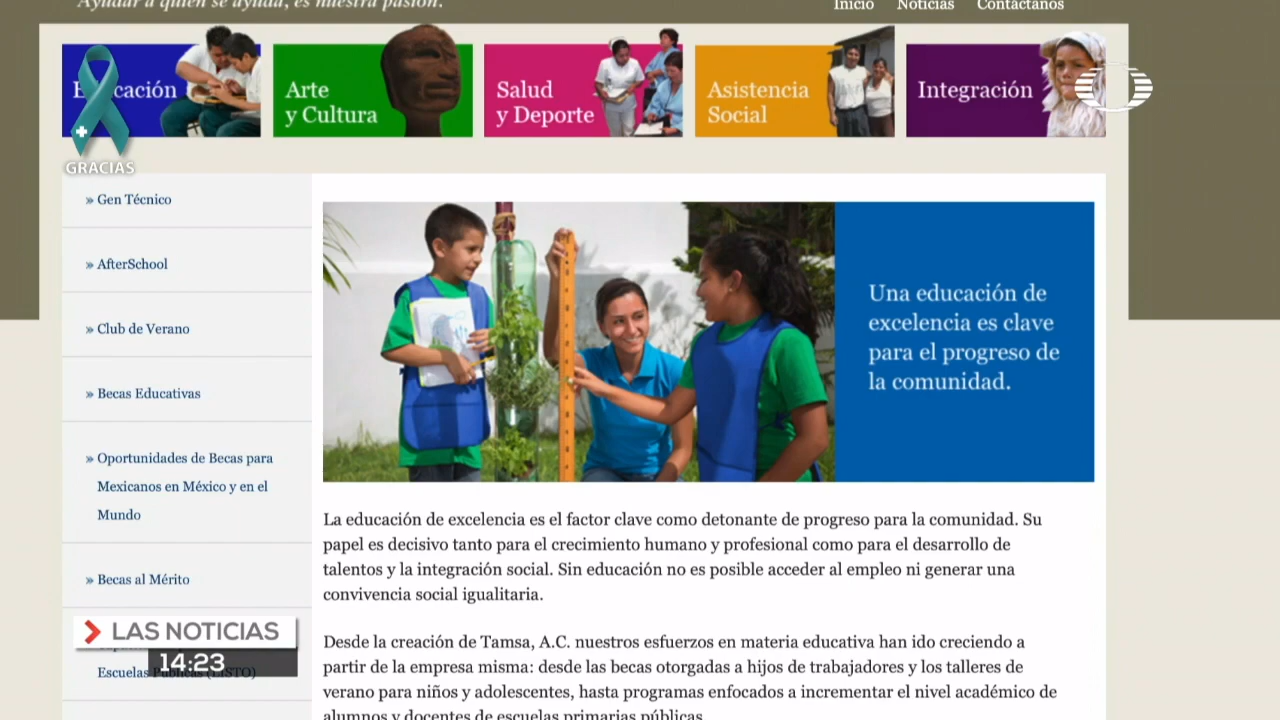 Ayudar a quien se ayuda, es nuestra pasión.
Inicio Noticias Contáctanos
Arte
y Cultura
Salud
y Deporte
Asistencia
Social
Integración
GRACIAS
» Gen Técnico
» AfterSchool
» Club de Verano
» Becas Educativas
» Oportunidades de Becas para
Mexicanos en México y en el
Mundo
» Becas al Mérito
Escuelas
LAS NOTICIAS
14:23
Una educación de
excelencia es clave
para el progreso de
la comunidad.
La educación de excelencia es el factor clave como detonante de progreso para la comunidad. Su
papel es decisivo tanto para el crecimiento humano y profesional como para el desarrollo de
talentos y la integración social. Sin educación no es posible acceder al empleo ni generar una
convivencia social igualitaria.
Desde la creación de Tamsa, A.C. nuestros esfuerzos en materia educativa han ido creciendo a
partir de la empresa misma: desde las becas otorgadas a hijos de trabajadores y los talleres de
verano para niños y adolescentes, hasta programas enfocados a incrementar el nivel académico de
alumnos y docentes de escuelas primarias públicas.